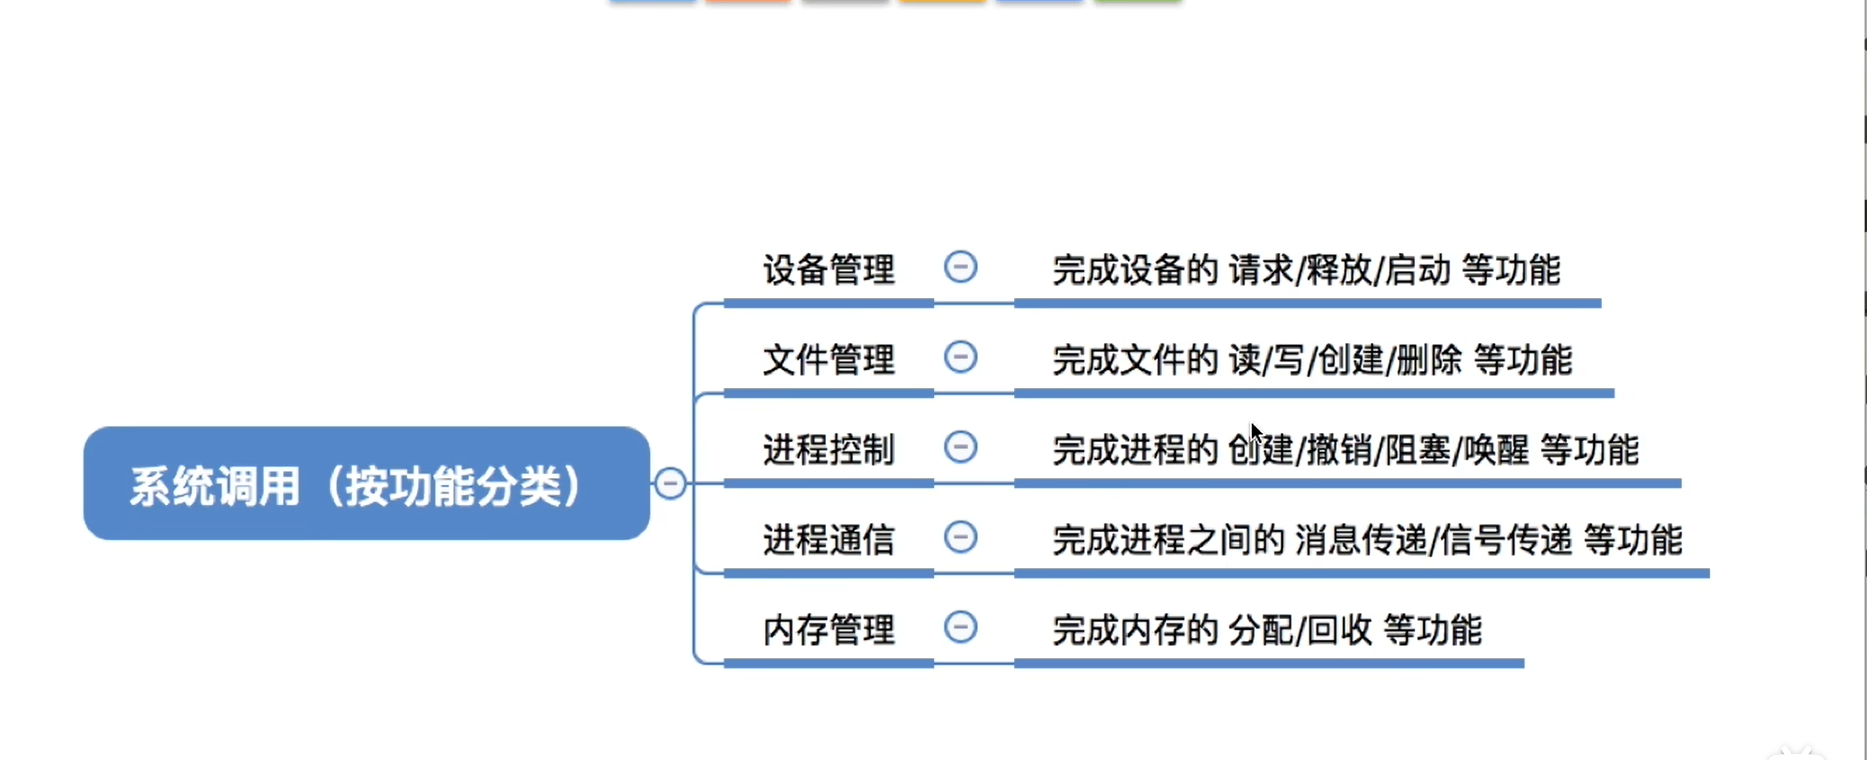 系统调用（按功能分类）
设备管理
完成设备的 请求/释放/启动 等功能
文件管理
完成文件的 读/写/创建/删除 等功能
进程控制
完成进程的 创建/撤销/阻塞/唤醒 等功能
进程通信
完成进程之间的 消息传递/信号传递 等功能
内存管理
完成内存的 分配/回收 等功能